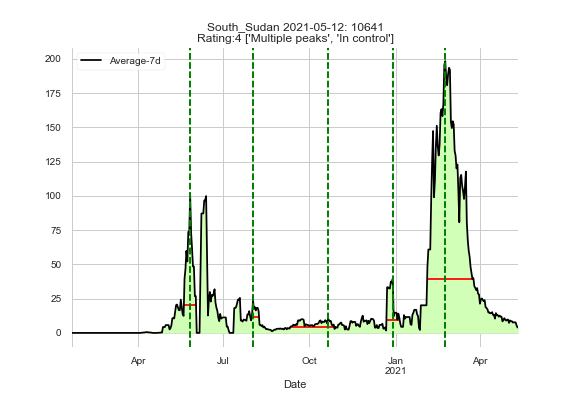 South_Sudan 2021-05-12: 10641
Rating:4 ['Multiple peaks', 'In control']
Average-7d
200
175
150
125
100
75
50
25
0
Apr
Jul
Oct
Jan
2021
Apr
Date